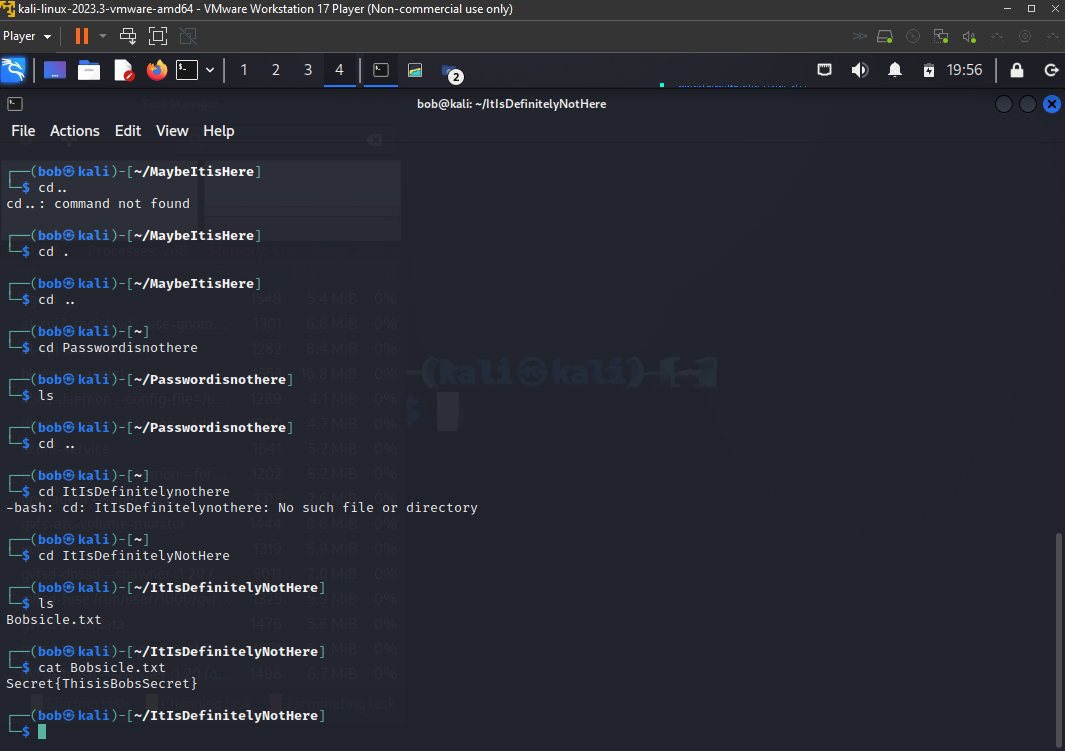 kali-linux-2023.3-vmware-amd64 - VMware Workstation 17 Player (Non-commercial use only)
Player
1 2 3 4 2 19:56
bob@kali: ~/ItIsDefinitelyNotHere
File Actions Edit View Help
┌──(bob㉿kali)-[~/MaybeItisHere]
└─$ cd..
cd..: command not found
┌──(bob㉿kali)-[~/MaybeItisHere]
└─$ cd .
┌──(bob㉿kali)-[~/MaybeItisHere]
└─$ cd ..
┌──(bob㉿kali)-[~]
└─$ cd Passwordisnothere
┌──(bob㉿kali)-[~/Passwordisnothere]
└─$ ls
┌──(bob㉿kali)-[~/Passwordisnothere]
└─$ cd ..
┌──(bob㉿kali)-[~]
└─$ cd ItIsDefinitelynothere
-bash: cd: ItIsDefinitelynothere: No such file or directory
┌──(bob㉿kali)-[~]
└─$ cd ItIsDefinitelyNotHere
┌──(bob㉿kali)-[~/ItIsDefinitelyNotHere]
└─$ ls
Bobsicle.txt
┌──(bob㉿kali)-[~/ItIsDefinitelyNotHere]
└─$ cat Bobsicle.txt
Secret{ThisisBobsSecret}
┌──(bob㉿kali)-[~/ItIsDefinitelyNotHere]
└─$